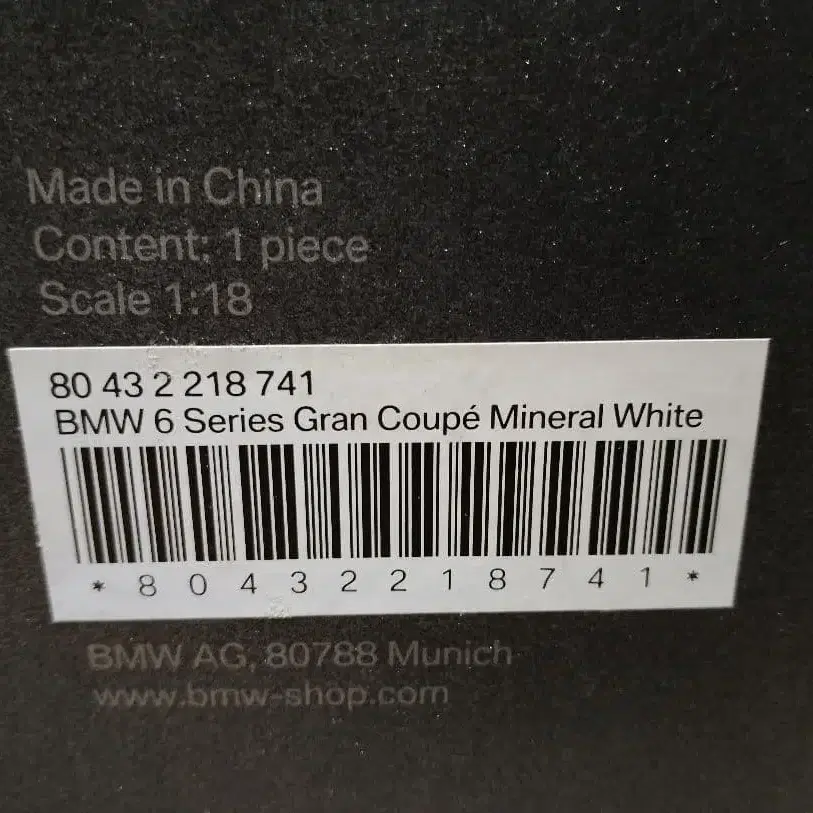 Made in China
Content: 1 piece
Scale 1:18
80 43 2 218 741
BMW 6 Series Gran Coupé Mineral White
* 8 0 4 3 2 2 1 8 7 4 1 *
BMW AG, 80788 Munich
www.bmw-shop.com